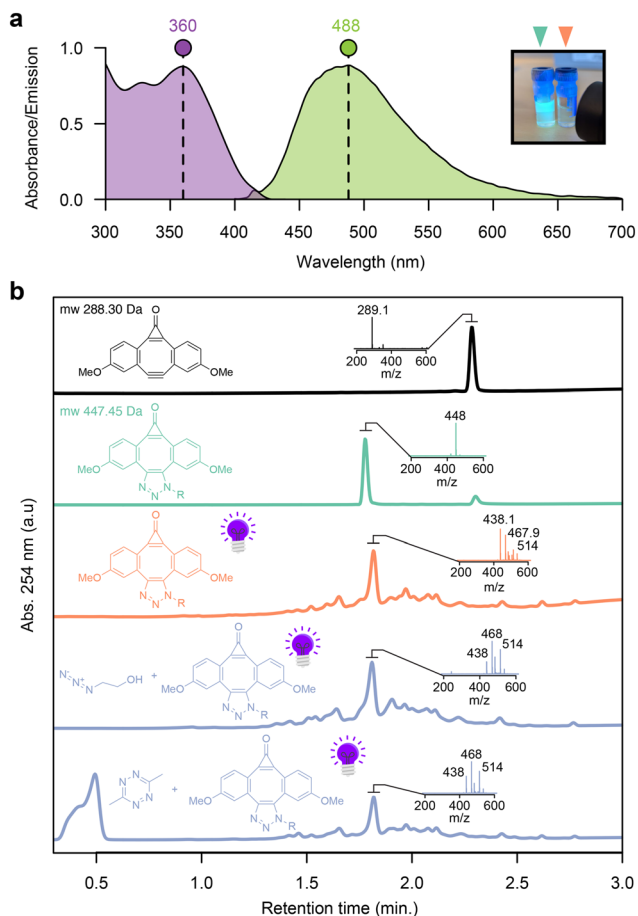 a
360
488
Absorbance/Emission
1.0
0.5
0.0
300
350
400
450
500
550
600
650
700
Wavelength (nm)
b
Abs. 254 nm (a.u)
mw 288.30 Da
O
MeO
OMe
289.1
200 400 600
m/z
mw 447.45 Da
O
MeO
OMe
N
N
N
R
448
200 400 600
m/z
O
MeO
OMe
N
N
N
R
438.1
467.9
514
200 400 600
m/z
N
N+
N
OH
+
O
MeO
OMe
N
N
N
R
468
438
514
200 400 600
m/z
N
N
N
N
+
O
MeO
OMe
N
N
N
R
468
438
514
200 400 600
m/z
0.5 1.0 1.5 2.0 2.5 3.0
Retention time (min.)